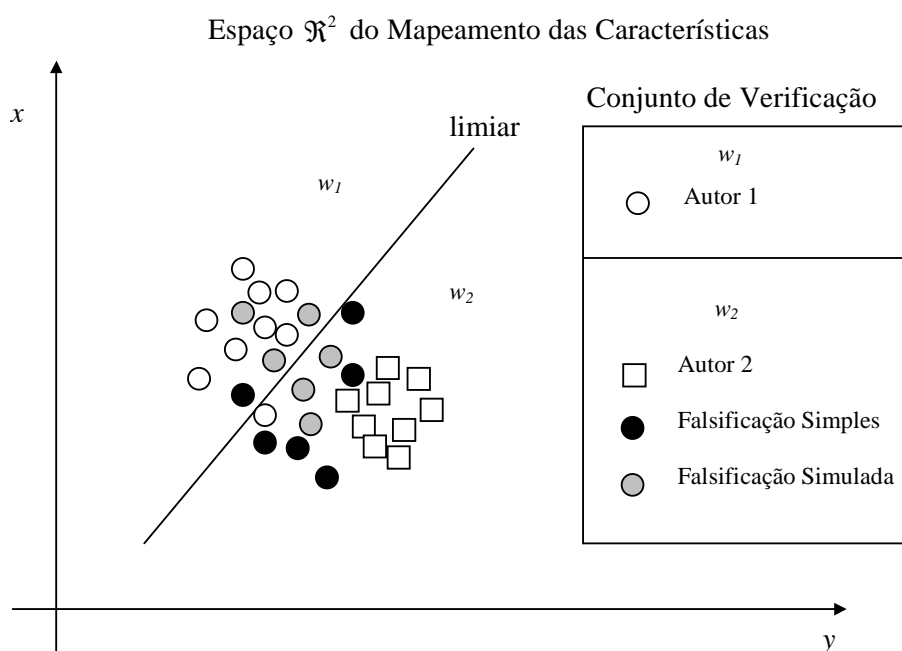 Espaço ℜ² do Mapeamento das Características
x
limiar
w₁
w₂
y
Conjunto de Verificação
w₁
Autor 1
w₂
Autor 2
Falsificação Simples
Falsificação Simulada